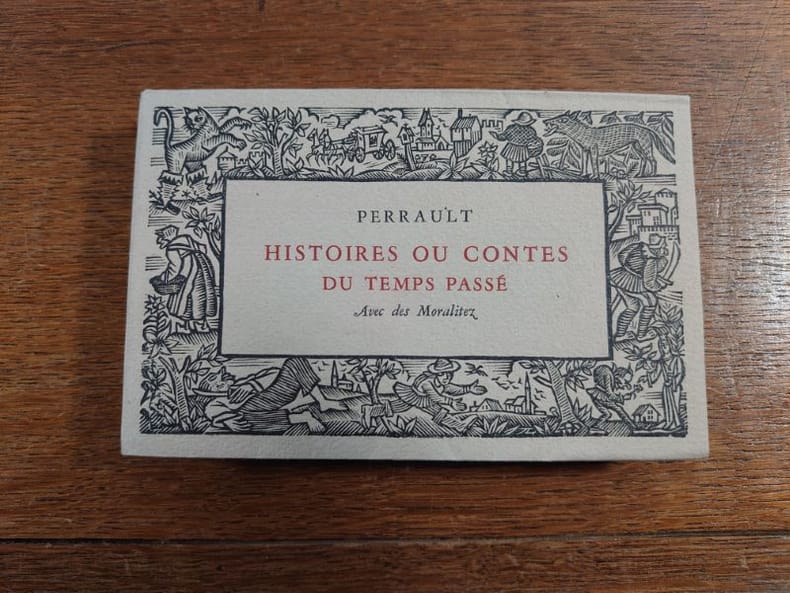 PERRAULT
HISTOIRES OU CONTES
DU TEMPS PASSÉ
Avec des Moralitez